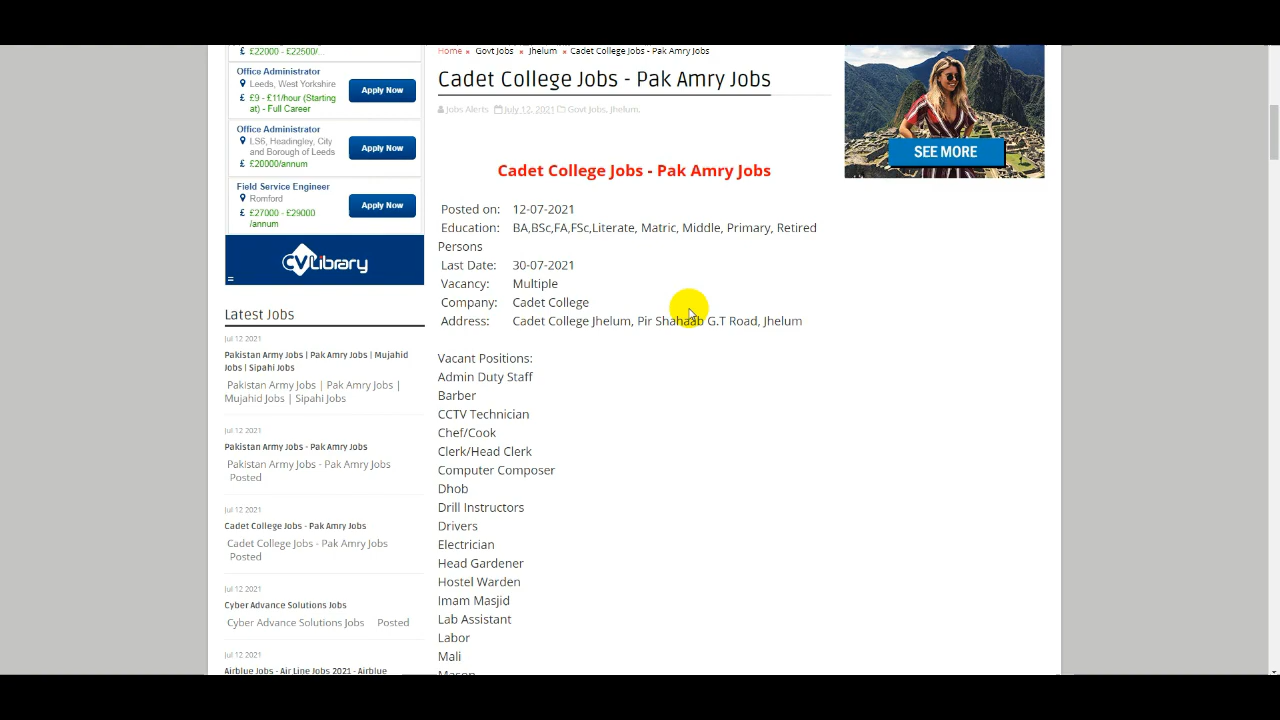 £22000 - £22500/...
Office Administrator
Leeds, West Yorkshire
£9 - £11/hour (Starting
at) - Full Career
Apply Now
Office Administrator
LS6, Headingley, City
and Borough of Leeds
£20000/annum
Apply Now
Field Service Engineer
Romford
£27000 - £29000
/annum
Apply Now
CVLibrary
Latest Jobs
Jul 12 2021
Pakistan Army Jobs | Pak Amry Jobs | Mujahid
Jobs | Sipahi Jobs
Pakistan Army Jobs | Pak Amry Jobs |
Mujahid Jobs | Sipahi Jobs
Jul 12 2021
Pakistan Army Jobs - Pak Amry Jobs
Pakistan Army Jobs - Pak Amry Jobs
Posted
Jul 12 2021
Cadet College Jobs - Pak Amry Jobs
Cadet College Jobs - Pak Amry Jobs
Posted
Jul 12 2021
Cyber Advance Solutions Jobs
Cyber Advance Solutions Jobs Posted
Jul 12 2021
Airblue Jobs - Air Line Jobs 2021 - Airblue
Home × Govt Jobs × Jhelum × Cadet College Jobs - Pak Amry Jobs
Cadet College Jobs - Pak Amry Jobs
Jobs Alerts July 12, 2021 Govt Jobs, Jhelum,
Cadet College Jobs - Pak Amry Jobs
Posted on: 12-07-2021
Education: BA,BSc,FA,FSc,Literate, Matric, Middle, Primary, Retired
Persons
Last Date: 30-07-2021
Vacancy: Multiple
Company: Cadet College
Address: Cadet College Jhelum, Pir Shahaab G.T Road, Jhelum
Vacant Positions:
Admin Duty Staff
Barber
CCTV Technician
Chef/Cook
Clerk/Head Clerk
Computer Composer
Dhob
Drill Instructors
Drivers
Electrician
Head Gardener
Hostel Warden
Imam Masjid
Lab Assistant
Labor
Mali
Mason
SEE MORE